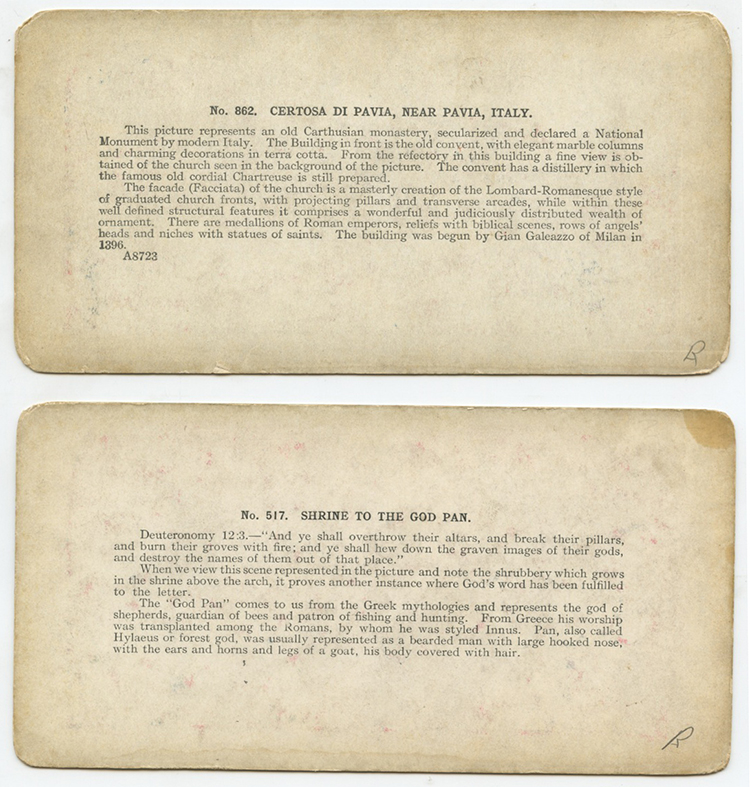 No. 862. CERTOSA DI PAVIA, NEAR PAVIA, ITALY.
This picture represents an old Carthusian monastery, secularized and declared a National
Monument by modern Italy. The Building in front is the old convent, with elegant marble columns
and charming decorations in terra cotta. From the refectory in this building a fine view is ob-
tained of the church seen in the background of the picture. The convent has a distillery in which
the famous old cordial Chartreuse is still prepared.
The facade (Facciata) of the church is a masterly creation of the Lombard-Romanesque style
of graduated church fronts, with projecting pillars and transverse arcades, while within these
well defined structural features it comprises a wonderful and judiciously distributed wealth of
ornament. There are medallions of Roman emperors, reliefs with biblical scenes, rows of angels'
heads and niches with statues of saints. The building was begun by Gian Galeazzo of Milan in
1396.
A8723
No. 517. SHRINE TO THE GOD PAN.
Deuteronomy 12:3.—"And ye shall overthrow their altars, and break their pillars,
and burn their groves with fire; and ye shall hew down the graven images of their gods,
and destroy the names of them out of that place."
When we view this scene represented in the picture and note the shrubbery which grows
in the shrine above the arch, it proves another instance where God's word has been fulfilled
to the letter.
The "God Pan" comes to us from the Greek mythologies and represents the god of
shepherds, guardian of bees and patron of fishing and hunting. From Greece his worship
was transplanted among the Romans, by whom he was styled Innus. Pan, also called
Hylaeus or forest god, was usually represented as a bearded man with large hooked nose,
with the ears and horns and legs of a goat, his body covered with hair.